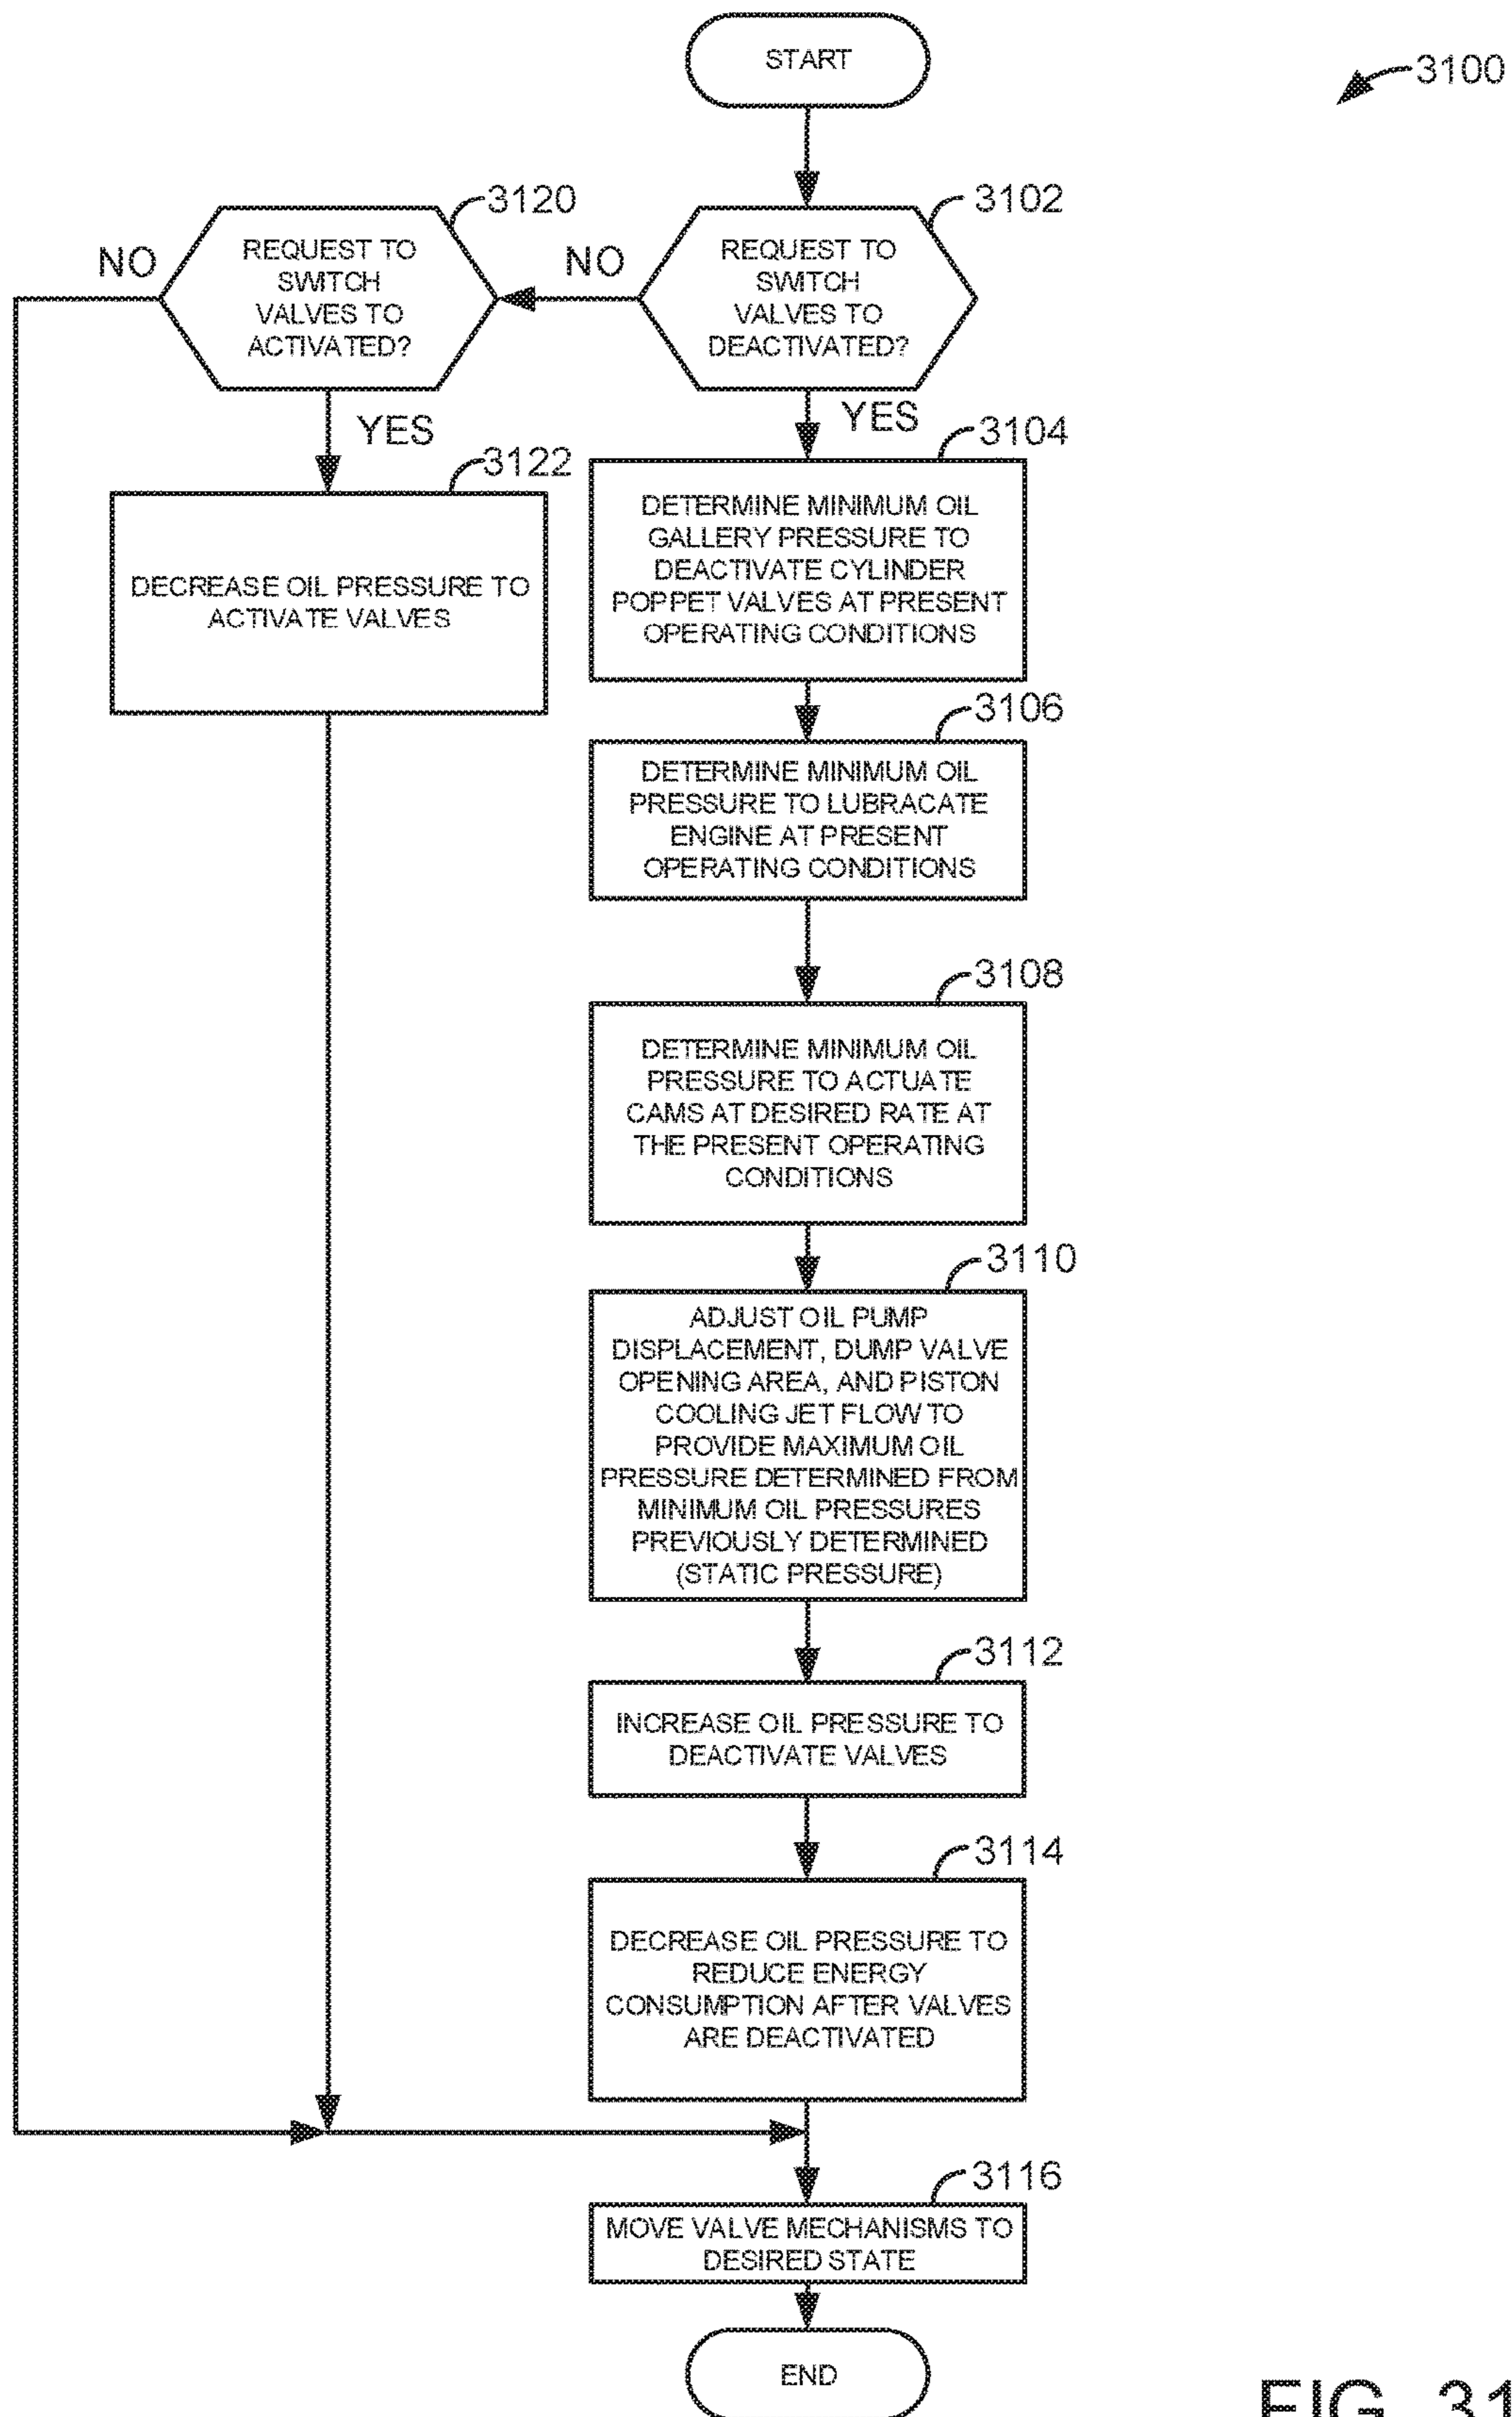 START
3100
3120
3102
NO
REQUEST TO
SWITCH
VALVES TO
ACTIVATED?
NO
REQUEST TO
SWITCH
VALVES TO
DEACTIVATED?
YES
YES
3104
3122
DETERMINE MINIMUM OIL
GALLERY PRESSURE TO
DEACTIVATE CYLINDER
POPPET VALVES AT PRESENT
OPERATING CONDITIONS
DECREASE OIL PRESSURE TO
ACTIVATE VALVES
3106
DETERMINE MINIMUM OIL
PRESSURE TO LUBRACATE
ENGINE AT PRESENT
OPERATING CONDITIONS
3108
DETERMINE MINIMUM OIL
PRESSURE TO ACTUATE
CAMS AT DESIRED RATE AT
THE PRESENT OPERATING
CONDITIONS
3110
ADJUST OIL PUMP
DISPLACEMENT, DUMP VALVE
OPENING AREA, AND PISTON
COOLING JET FLOW TO
PROVIDE MAXIMUM OIL
PRESSURE DETERMINED FROM
MINIMUM OIL PRESSURES
PREVIOUSLY DETERMINED
(STATIC PRESSURE)
3112
INCREASE OIL PRESSURE TO
DEACTIVATE VALVES
3114
DECREASE OIL PRESSURE TO
REDUCE ENERGY
CONSUMPTION AFTER VALVES
ARE DEACTIVATED
3116
MOVE VALVE MECHANISMS TO
DESIRED STATE
END
FIG. 31